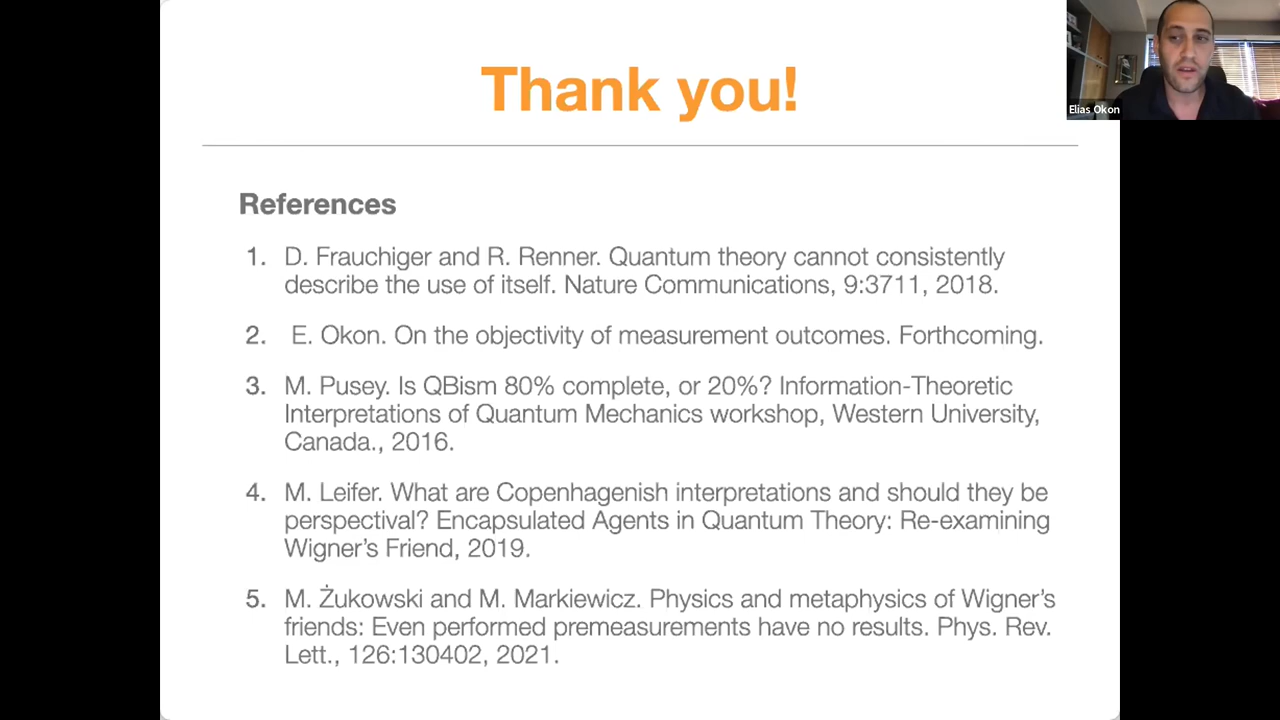 Thank you!
Elias Okon
References
1. D. Frauchiger and R. Renner. Quantum theory cannot consistently
describe the use of itself. Nature Communications, 9:3711, 2018.
2. E. Okon. On the objectivity of measurement outcomes. Forthcoming.
3. M. Pusey. Is QBism 80% complete, or 20%? Information-Theoretic
Interpretations of Quantum Mechanics workshop, Western University,
Canada., 2016.
4. M. Leifer. What are Copenhagenish interpretations and should they be
perspectival? Encapsulated Agents in Quantum Theory: Re-examining
Wigner’s Friend, 2019.
5. M. Żukowski and M. Markiewicz. Physics and metaphysics of Wigner’s
friends: Even performed premeasurements have no results. Phys. Rev.
Lett., 126:130402, 2021.